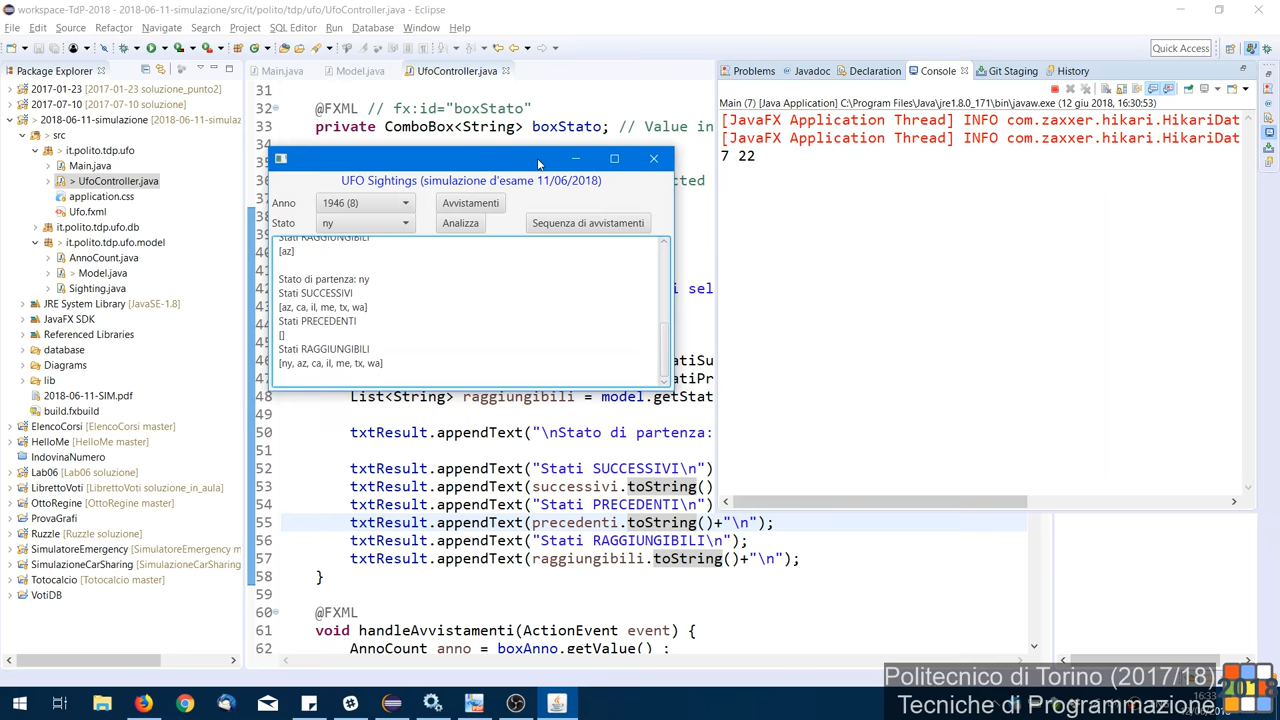 workspace-TdP-2018 - 2018-06-11-simulazione/src/it/polito/tdp/ufo/UfoController.java - Eclipse
File Edit Source Refactor Navigate Search Project SQL Editor Run Database Window Help
Quick Access
Package Explorer
2017-01-23 [2017-01-23 soluzione_punto2]
2017-07-10 [2017-07-10 soluzione]
2018-06-11-simulazione [2018-06-11-simulazione
src
it.polito.tdp.ufo
Main.java
> UfoController.java
application.css
Ufo.fxml
it.polito.tdp.ufo.db
it.polito.tdp.ufo.model
AnnoCount.java
> Model.java
Sighting.java
JRE System Library [JavaSE-1.8]
JavaFX SDK
Referenced Libraries
database
Diagrams
lib
2018-06-11-SIM.pdf
build.fxbuild
ElencoCorsi [ElencoCorsi master]
HelloMe [HelloMe master]
IndovinaNumero
Lab06 [Lab06 soluzione]
LibrettoVoti [LibrettoVoti soluzione_in_aula]
OttoRegine [OttoRegine master]
ProvaGrafi
Ruzzle [Ruzzle soluzione]
SimulatoreEmergency [SimulatoreEmergency m
SimulazioneCarSharing [SimulazioneCarSharing
Totocalcio [Totocalcio master]
VotiDB
Main.java Model.java UfoController.java
31
32 @FXML // fx:id="boxStato"
33 private ComboBox<String> boxStato; // Value in
48 List<String> raggiungibili = model.getStat
49
50 txtResult.appendText("\nStato di partenza:
51
52 txtResult.appendText("Stati SUCCESSIVI\n")
53 txtResult.appendText(successivi.toString()
54 txtResult.appendText("Stati PRECEDENTI\n")
55 txtResult.appendText(precedenti.toString()+"\n");
56 txtResult.appendText("Stati RAGGIUNGIBILI\n");
57 txtResult.appendText(raggiungibili.toString()+"\n");
58 }
59
60 @FXML
61 void handleAvvistamenti(ActionEvent event) {
62 AnnoCount anno = boxAnno.getValue() ;
UFO Sightings (simulazione d'esame 11/06/2018)
Anno 1946 (8) Avvistamenti
Stato ny Analizza Sequenza di avvistamenti
Stati RAGGIUNGIBILI
[az]
Stato di partenza: ny
Stati SUCCESSIVI
[az, ca, il, me, tx, wa]
Stati PRECEDENTI
[]
Stati RAGGIUNGIBILI
[ny, az, ca, il, me, tx, wa]
Problems Javadoc Declaration Console Git Staging History
Main (7) [Java Application] C:\Program Files\Java\jre1.8.0_171\bin\javaw.exe (12 giu 2018, 16:30:53)
[JavaFX Application Thread] INFO com.zaxxer.hikari.HikariDat
[JavaFX Application Thread] INFO com.zaxxer.hikari.HikariDat
7 22
Politecnico di Torino (2017/18)
Tecniche di Programmazione
2018